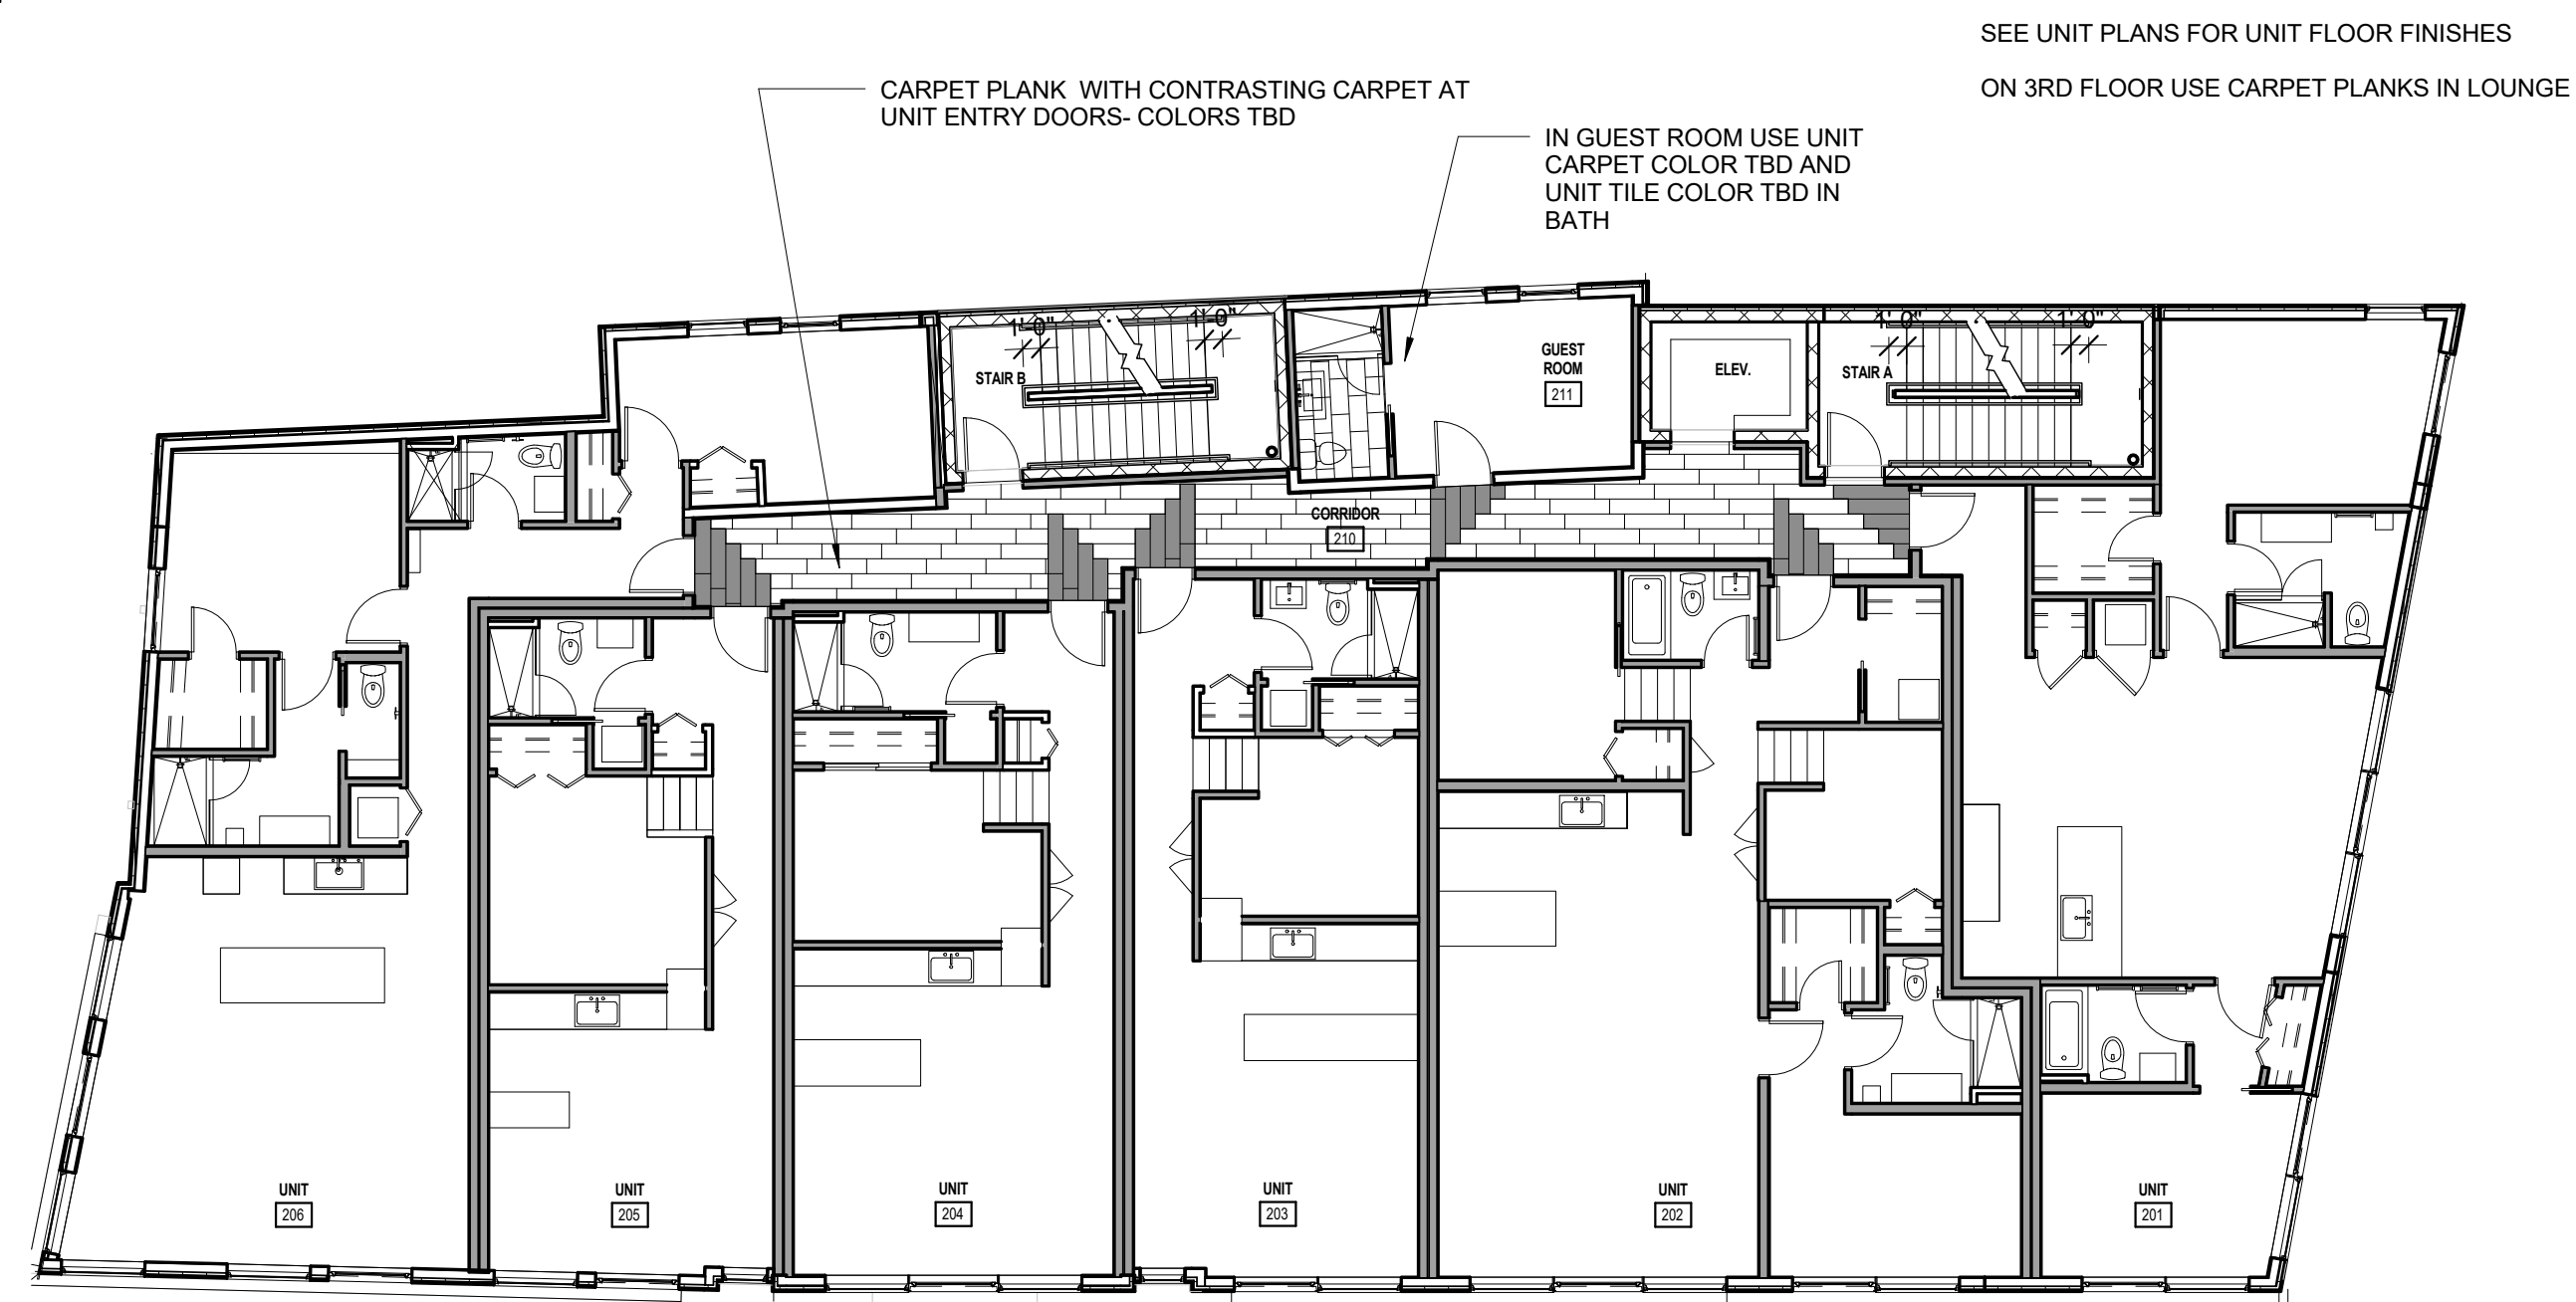 SEE UNIT PLANS FOR UNIT FLOOR FINISHES
ON 3RD FLOOR USE CARPET PLANKS IN LOUNGE
CARPET PLANK WITH CONTRASTING CARPET AT
UNIT ENTRY DOORS- COLORS TBD
IN GUEST ROOM USE UNIT
CARPET COLOR TBD AND
UNIT TILE COLOR TBD IN
BATH
1'-0"
1'-0"
1'-0"
1'-0"
STAIR B
GUEST
ROOM
211
ELEV.
STAIR A
CORRIDOR
210
UNIT
206
UNIT
205
UNIT
204
UNIT
203
UNIT
202
UNIT
201